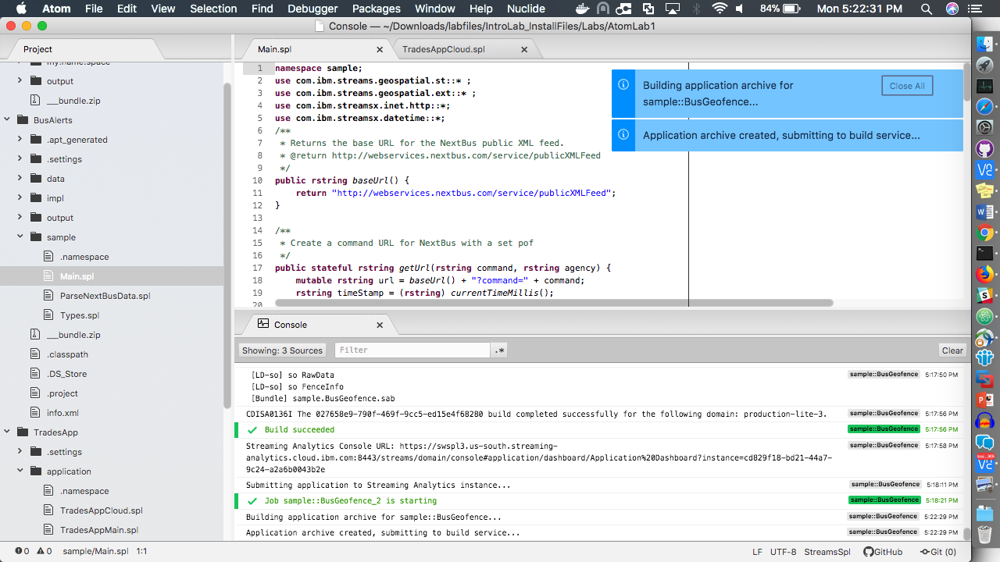 Atom File Edit View Selection Find Debugger Packages Window Help Nuclide 84% Mon 5:22:31 PM
Console — ~/Downloads/labfiles/IntroLab_InstallFiles/Labs/AtomLab1
Project
my.name.space
output
__bundle.zip
BusAlerts
.apt_generated
.settings
data
impl
output
sample
.namespace
Main.spl
ParseNextBusData.spl
Types.spl
__bundle.zip
.classpath
.DS_Store
.project
info.xml
TradesApp
.settings
application
.namespace
TradesAppCloud.spl
TradesAppMain.spl
Main.spl
TradesAppCloud.spl
1 namespace sample;
2 use com.ibm.streams.geospatial.st::* ;
3 use com.ibm.streams.geospatial.ext::* ;
4 use com.ibm.streamsx.inet.http::*;
5 use com.ibm.streamsx.datetime::*;
6 /**
7 * Returns the base URL for the NextBus public XML feed.
8 * @return http://webservices.nextbus.com/service/publicXMLFeed
9 */
10 public rstring baseUrl() {
11 return "http://webservices.nextbus.com/service/publicXMLFeed";
12 }
13
14 /**
15 * Create a command URL for NextBus with a set pof
16 */
17 public stateful rstring getUrl(rstring command, rstring agency) {
18 mutable rstring url = baseUrl() + "?command=" + command;
19 rstring timeStamp = (rstring) currentTimeMillis();
20
Building application archive for
sample::BusGeofence...
Close All
Application archive created, submitting to build service...
Console
Showing: 3 Sources Filter .* Clear
[LD-so] so RawData sample::BusGeofence 5:17:50 PM
[LD-so] so FenceInfo
[Bundle] sample.BusGeofence.sab
CDISA0136I The 027658e9-790f-469f-9cc5-ed15e4f68280 build completed successfully for the following domain: production-lite-3. sample::BusGeofence 5:17:56 PM
Build succeeded sample::BusGeofence 5:17:56 PM
Streaming Analytics Console URL: https://saspl3.us-south.streaming- sample::BusGeofence 5:17:58 PM
analytics.cloud.ibm.com:8443/streams/domain/console#application/dashboard/Application%20Dashboard?instance=cd829f18-bd21-44a7-
9c24-a2a6b0043b2e
Submitting application to Streaming Analytics instance... sample::BusGeofence 5:18:11 PM
Job sample::BusGeofence_2 is starting sample::BusGeofence 5:18:21 PM
Building application archive for sample::BusGeofence... sample::BusGeofence 5:22:29 PM
Application archive created, submitting to build service... sample::BusGeofence 5:22:29 PM
0 0 sample/Main.spl 1:1 LF UTF-8 StreamsSpl GitHub Git (0)